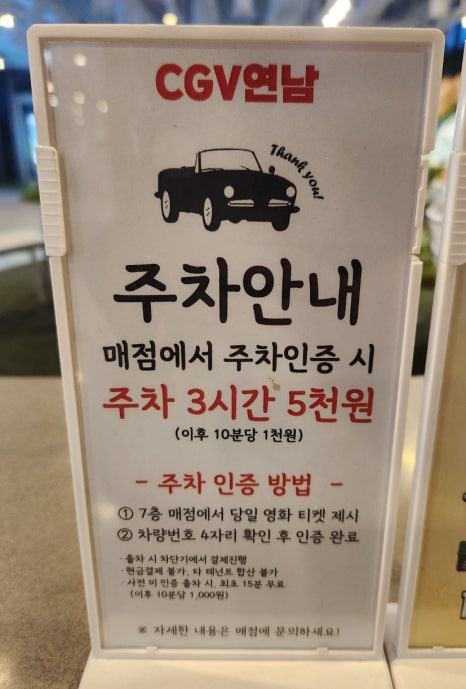 CGV연남
Thank you!
주차안내
매점에서 주차인증 시
주차 3시간 5천원
(이후 10분당 1천원)
- 주차 인증 방법 -
① 7층 매점에서 당일 영화 티켓 제시
② 차량번호 4자리 확인 후 인증 완료
· 출차 시 차단기에서 결제진행
· 현금결제 불가, 타 테넌트 합산 불가
· 사전 미 인증 출차 시, 최초 15분 무료
(이후 10분당 1,000원)
※ 자세한 내용은 매점에 문의하세요!